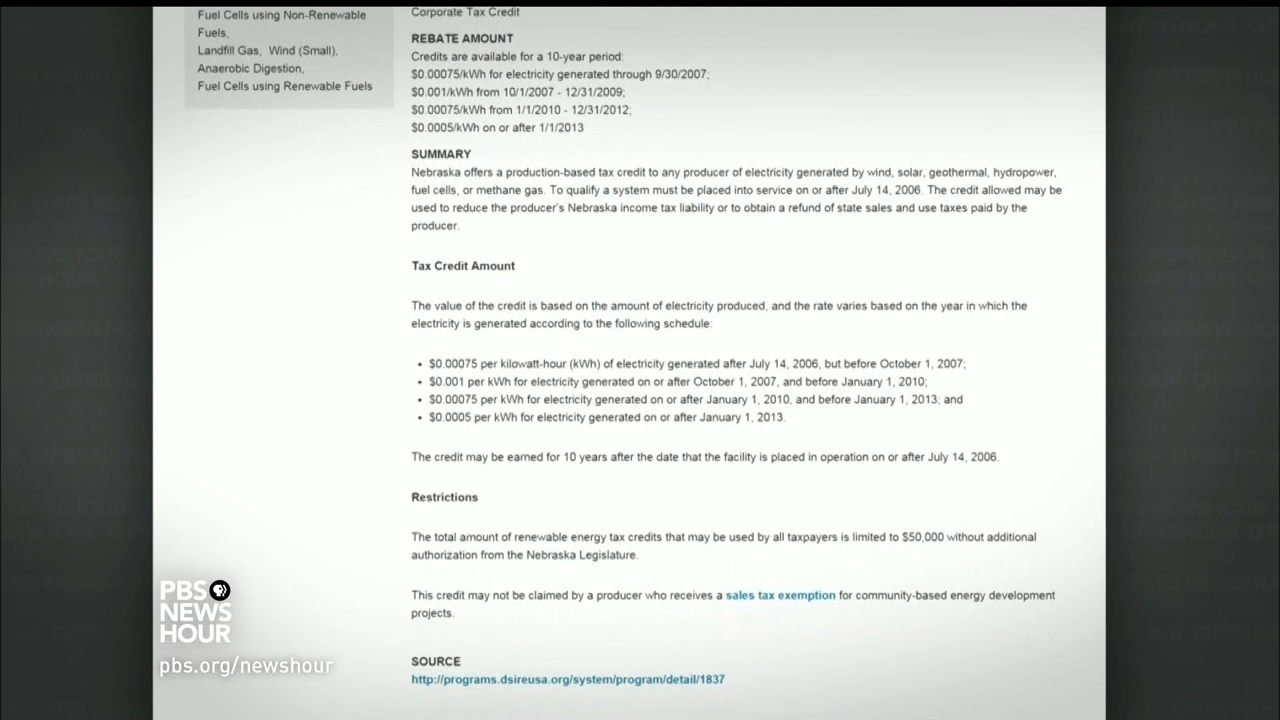 Fuel Cells using Non-Renewable
Fuels,
Landfill Gas, Wind (Small),
Anaerobic Digestion,
Fuel Cells using Renewable Fuels
Corporate Tax Credit
REBATE AMOUNT
Credits are available for a 10-year period:
$0.00075/kWh for electricity generated through 9/30/2007;
$0.001/kWh from 10/1/2007 - 12/31/2009;
$0.00075/kWh from 1/1/2010 - 12/31/2012;
$0.0005/kWh on or after 1/1/2013
SUMMARY
Nebraska offers a production-based tax credit to any producer of electricity generated by wind, solar, geothermal, hydropower,
fuel cells, or methane gas. To qualify a system must be placed into service on or after July 14, 2006. The credit allowed may be
used to reduce the producer's Nebraska income tax liability or to obtain a refund of state sales and use taxes paid by the
producer.
Tax Credit Amount
The value of the credit is based on the amount of electricity produced, and the rate varies based on the year in which the
electricity is generated according to the following schedule:
• $0.00075 per kilowatt-hour (kWh) of electricity generated after July 14, 2006, but before October 1, 2007;
• $0.001 per kWh for electricity generated on or after October 1, 2007, and before January 1, 2010;
• $0.00075 per kWh for electricity generated on or after January 1, 2010, and before January 1, 2013; and
• $0.0005 per kWh for electricity generated on or after January 1, 2013.
The credit may be earned for 10 years after the date that the facility is placed in operation on or after July 14, 2006.
Restrictions
The total amount of renewable energy tax credits that may be used by all taxpayers is limited to $50,000 without additional
authorization from the Nebraska Legislature.
This credit may not be claimed by a producer who receives a sales tax exemption for community-based energy development
projects.
SOURCE
http://programs.dsireusa.org/system/program/detail/1837
PBS
NEWS
HOUR
pbs.org/newshour